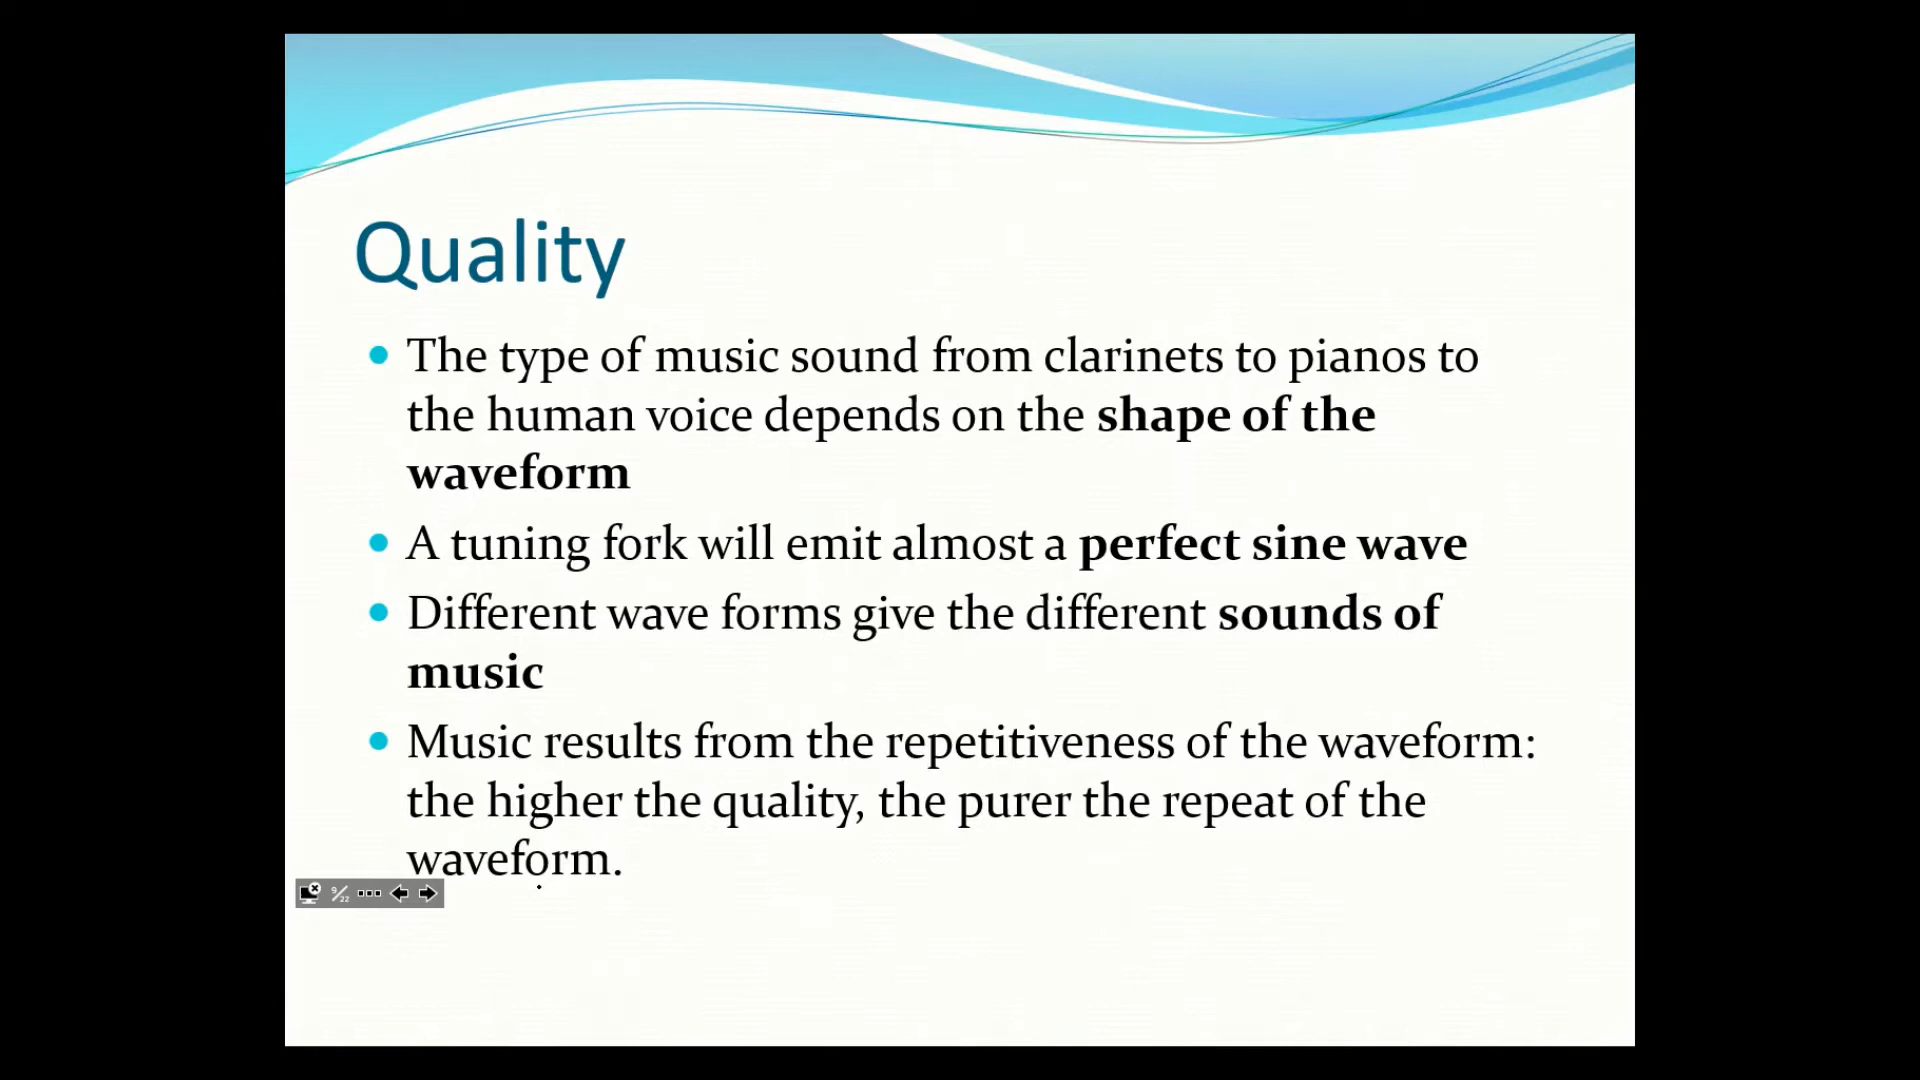 Quality
The type of music sound from clarinets to pianos to
the human voice depends on the shape of the
waveform
A tuning fork will emit almost a perfect sine wave
Different wave forms give the different sounds of
music
Music results from the repetitiveness of the waveform:
the higher the quality, the purer the repeat of the
waveform.
9/22